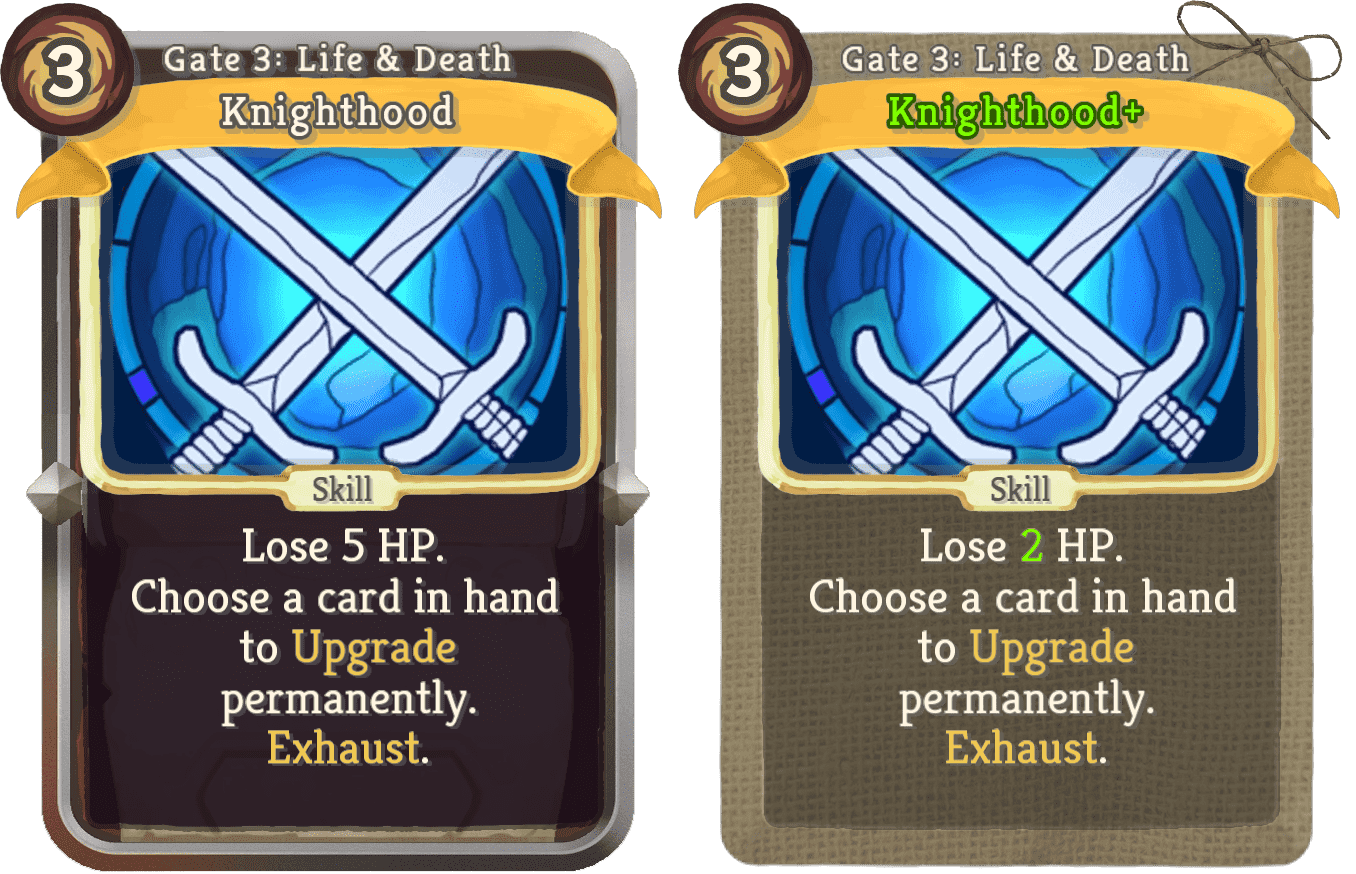 3
Gate 3: Life & Death
Knighthood
Skill
Lose 5 HP.
Choose a card in hand
to Upgrade
permanently.
Exhaust.
3
Gate 3: Life & Death
Knighthood+
Skill
Lose 2 HP.
Choose a card in hand
to Upgrade
permanently.
Exhaust.